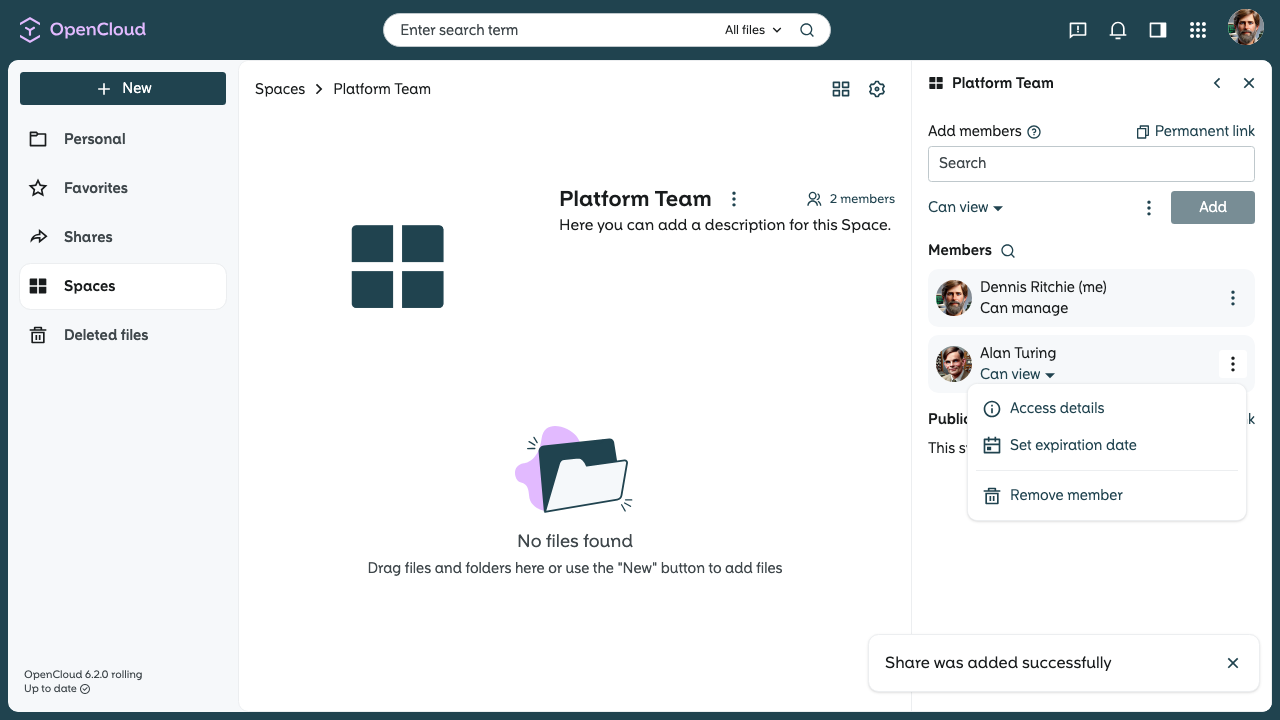 OpenCloud
Enter search term
All files
New
Personal
Favorites
Shares
Spaces
Deleted files
OpenCloud 6.2.0 rolling
Up to date
Spaces
Platform Team
Platform Team
2 members
Here you can add a description for this Space.
No files found
Drag files and folders here or use the "New" button to add files
Platform Team
Add members
Permanent link
Search
Can view
Add
Members
Dennis Ritchie (me)
Can manage
Alan Turing
Can view
Access details
Set expiration date
Remove member
This
Share was added successfully